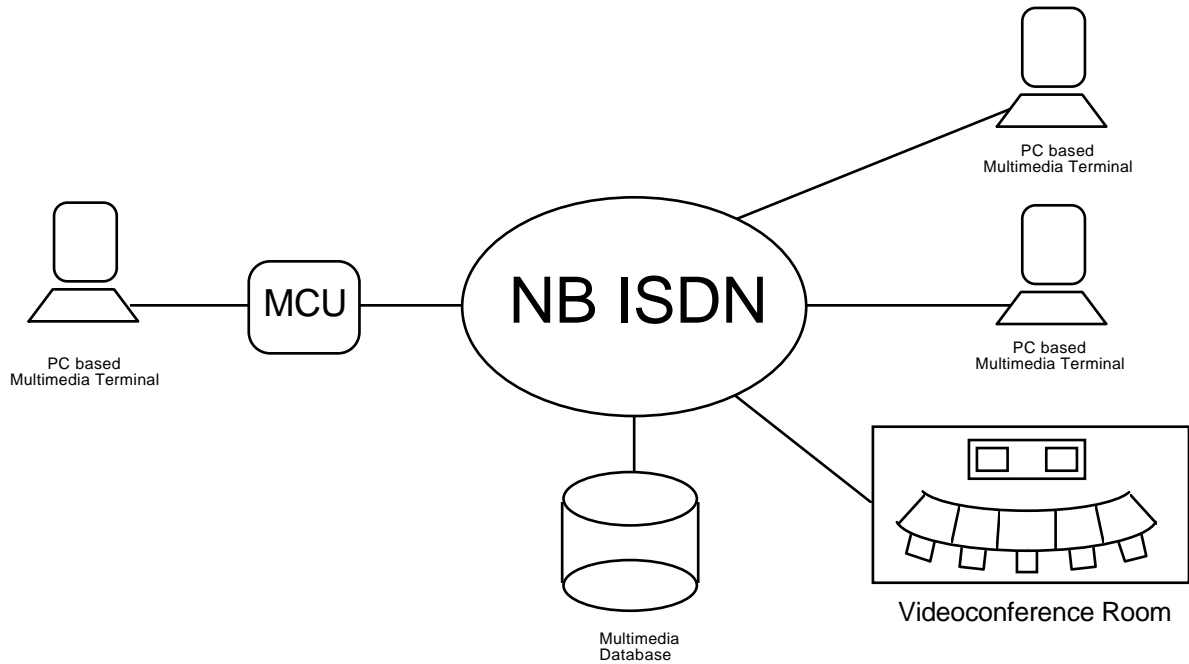 PC based
Multimedia Terminal
MCU
NB ISDN
PC based
Multimedia Terminal
PC based
Multimedia Terminal
Videoconference Room
Multimedia
Database